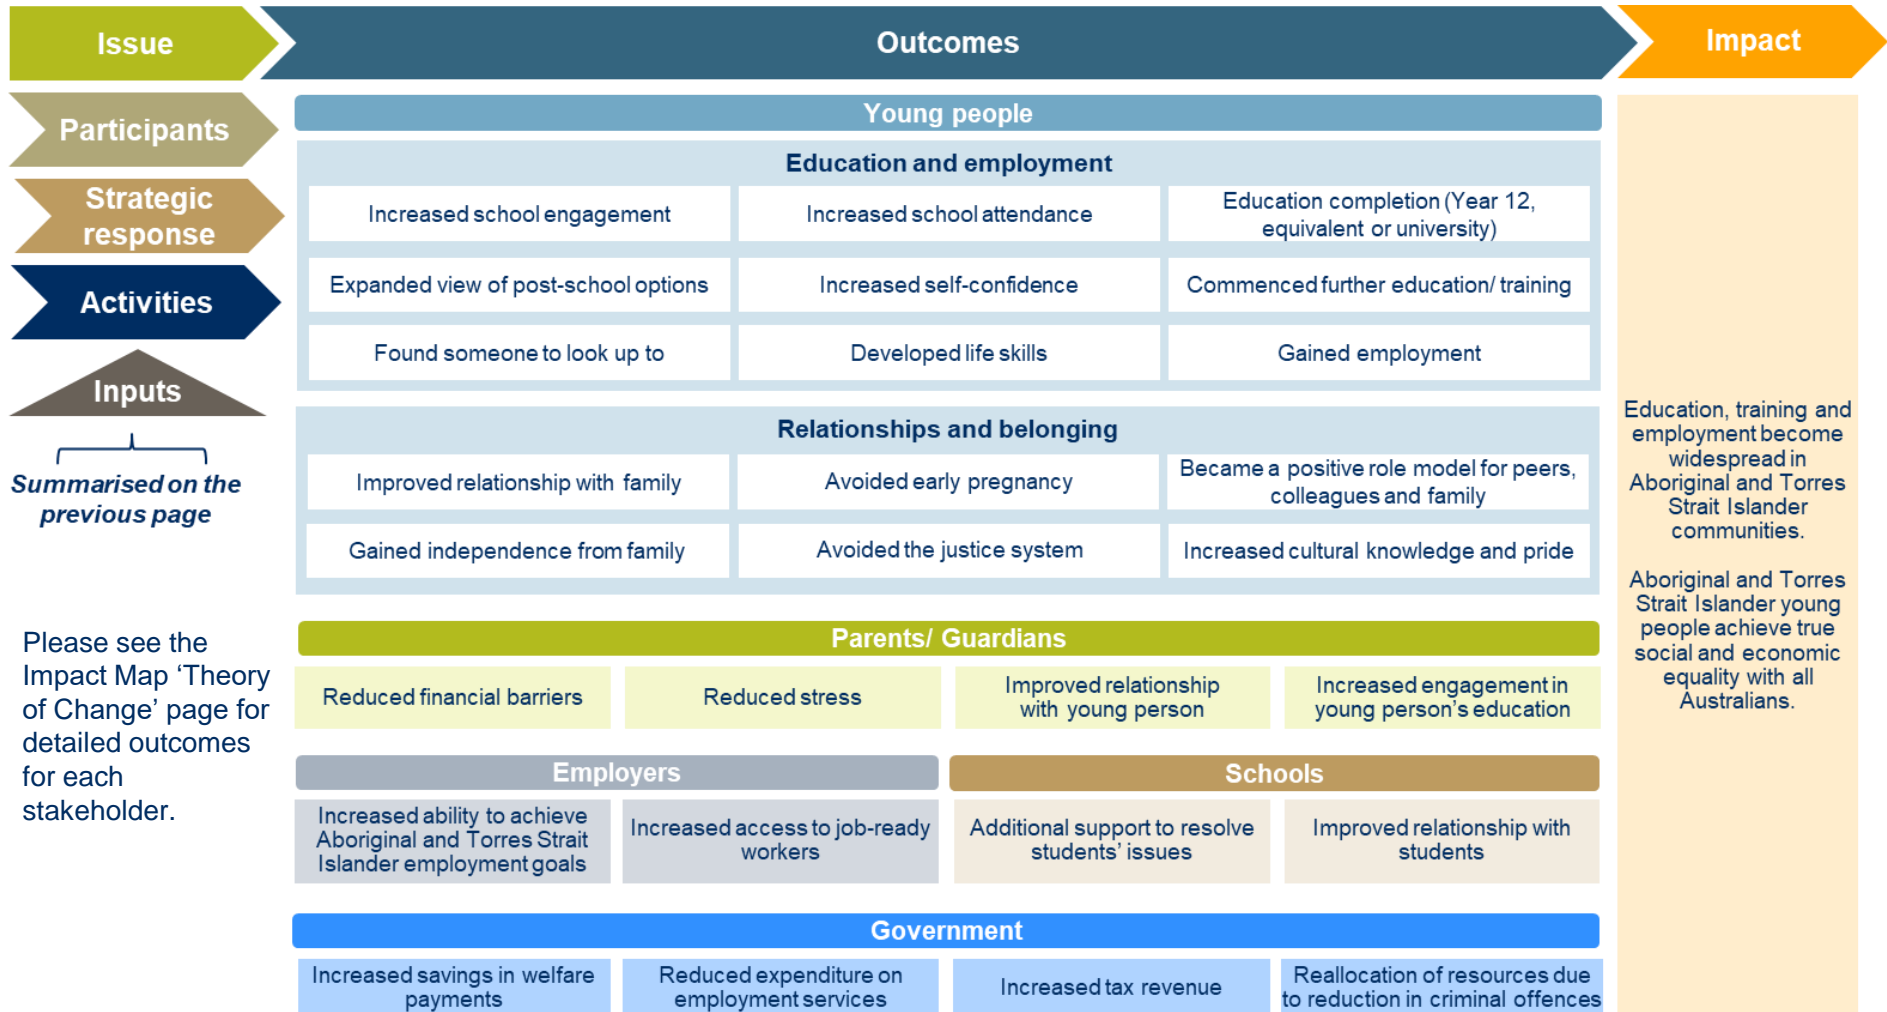 Issue
Outcomes
Impact
Participants
Strategic
response
Activities
Inputs
Summarised on the
previous page
Please see the
Impact Map ‘Theory
of Change’ page for
detailed outcomes
for each
stakeholder.
Young people
Education and employment
Increased school engagement
Increased school attendance
Education completion (Year 12,
equivalent or university)
Expanded view of post-school options
Increased self-confidence
Commenced further education/ training
Found someone to look up to
Developed life skills
Gained employment
Relationships and belonging
Improved relationship with family
Avoided early pregnancy
Became a positive role model for peers,
colleagues and family
Gained independence from family
Avoided the justice system
Increased cultural knowledge and pride
Parents/ Guardians
Reduced financial barriers
Reduced stress
Improved relationship
with young person
Increased engagement in
young person’s education
Employers
Increased ability to achieve
Aboriginal and Torres Strait
Islander employment goals
Increased access to job-ready
workers
Schools
Additional support to resolve
students’ issues
Improved relationship with
students
Government
Increased savings in welfare
payments
Reduced expenditure on
employment services
Increased tax revenue
Reallocation of resources due
to reduction in criminal offences
Education, training and
employment become
widespread in
Aboriginal and Torres
Strait Islander
communities.
Aboriginal and Torres
Strait Islander young
people achieve true
social and economic
equality with all
Australians.